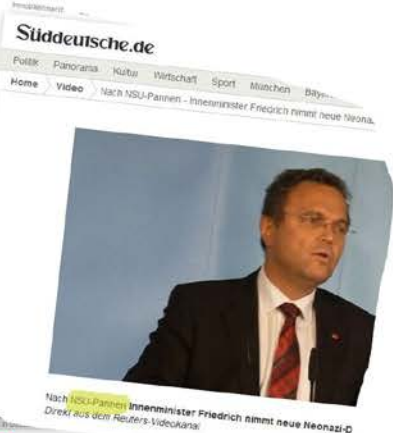 Süddeutsche.de
Politik Panorama Kultur Wirtschaft Sport München
Home Video Nach NSU-Pannen - Innenminister Friedrich nimmt neue
Nach NSU-Pannen Innenminister Friedrich nimmt neue Neonazi-D
Direkt aus dem Reuters-Videokanal